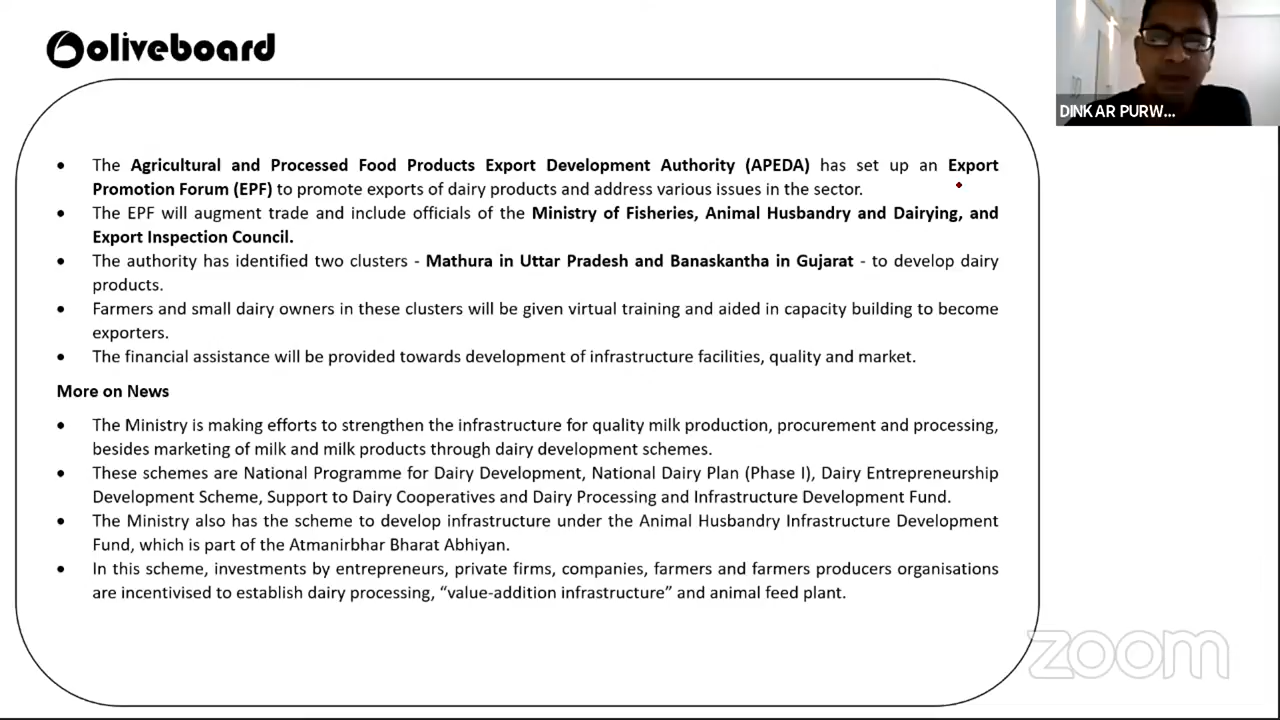 oliveboard
DINKAR PURW...
• The Agricultural and Processed Food Products Export Development Authority (APEDA) has set up an Export
Promotion Forum (EPF) to promote exports of dairy products and address various issues in the sector.
• The EPF will augment trade and include officials of the Ministry of Fisheries, Animal Husbandry and Dairying, and
Export Inspection Council.
• The authority has identified two clusters - Mathura in Uttar Pradesh and Banaskantha in Gujarat - to develop dairy
products.
• Farmers and small dairy owners in these clusters will be given virtual training and aided in capacity building to become
exporters.
• The financial assistance will be provided towards development of infrastructure facilities, quality and market.
More on News
• The Ministry is making efforts to strengthen the infrastructure for quality milk production, procurement and processing,
besides marketing of milk and milk products through dairy development schemes.
• These schemes are National Programme for Dairy Development, National Dairy Plan (Phase I), Dairy Entrepreneurship
Development Scheme, Support to Dairy Cooperatives and Dairy Processing and Infrastructure Development Fund.
• The Ministry also has the scheme to develop infrastructure under the Animal Husbandry Infrastructure Development
Fund, which is part of the Atmanirbhar Bharat Abhiyan.
• In this scheme, investments by entrepreneurs, private firms, companies, farmers and farmers producers organisations
are incentivised to establish dairy processing, “value-addition infrastructure” and animal feed plant.
zoom